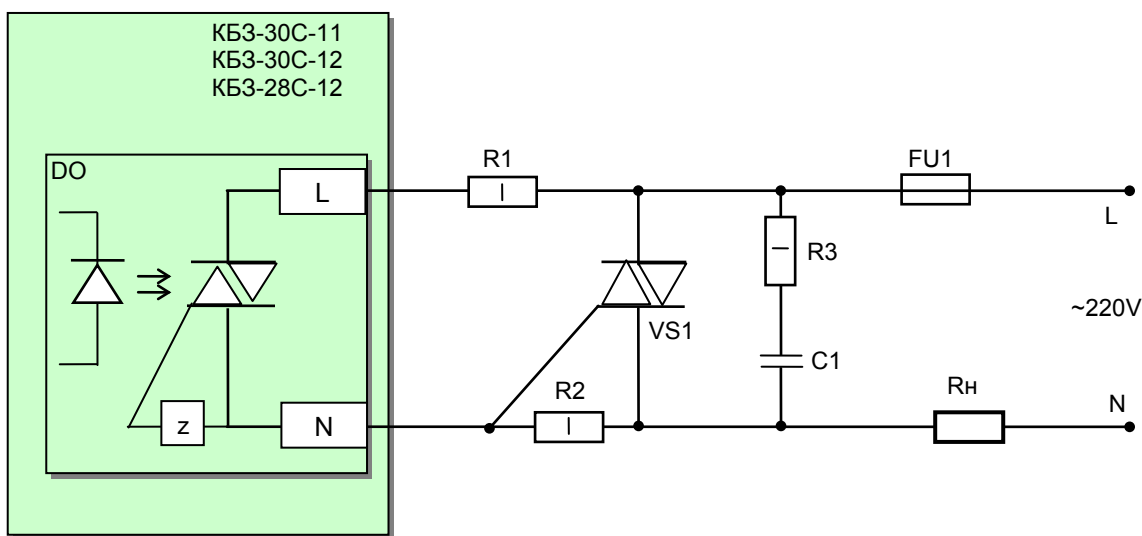 КБЗ-30С-11
КБЗ-30С-12
КБЗ-28С-12
DO
L
N
z
R1
FU1
L
R3
VS1
~220V
C1
R2
Rн
N